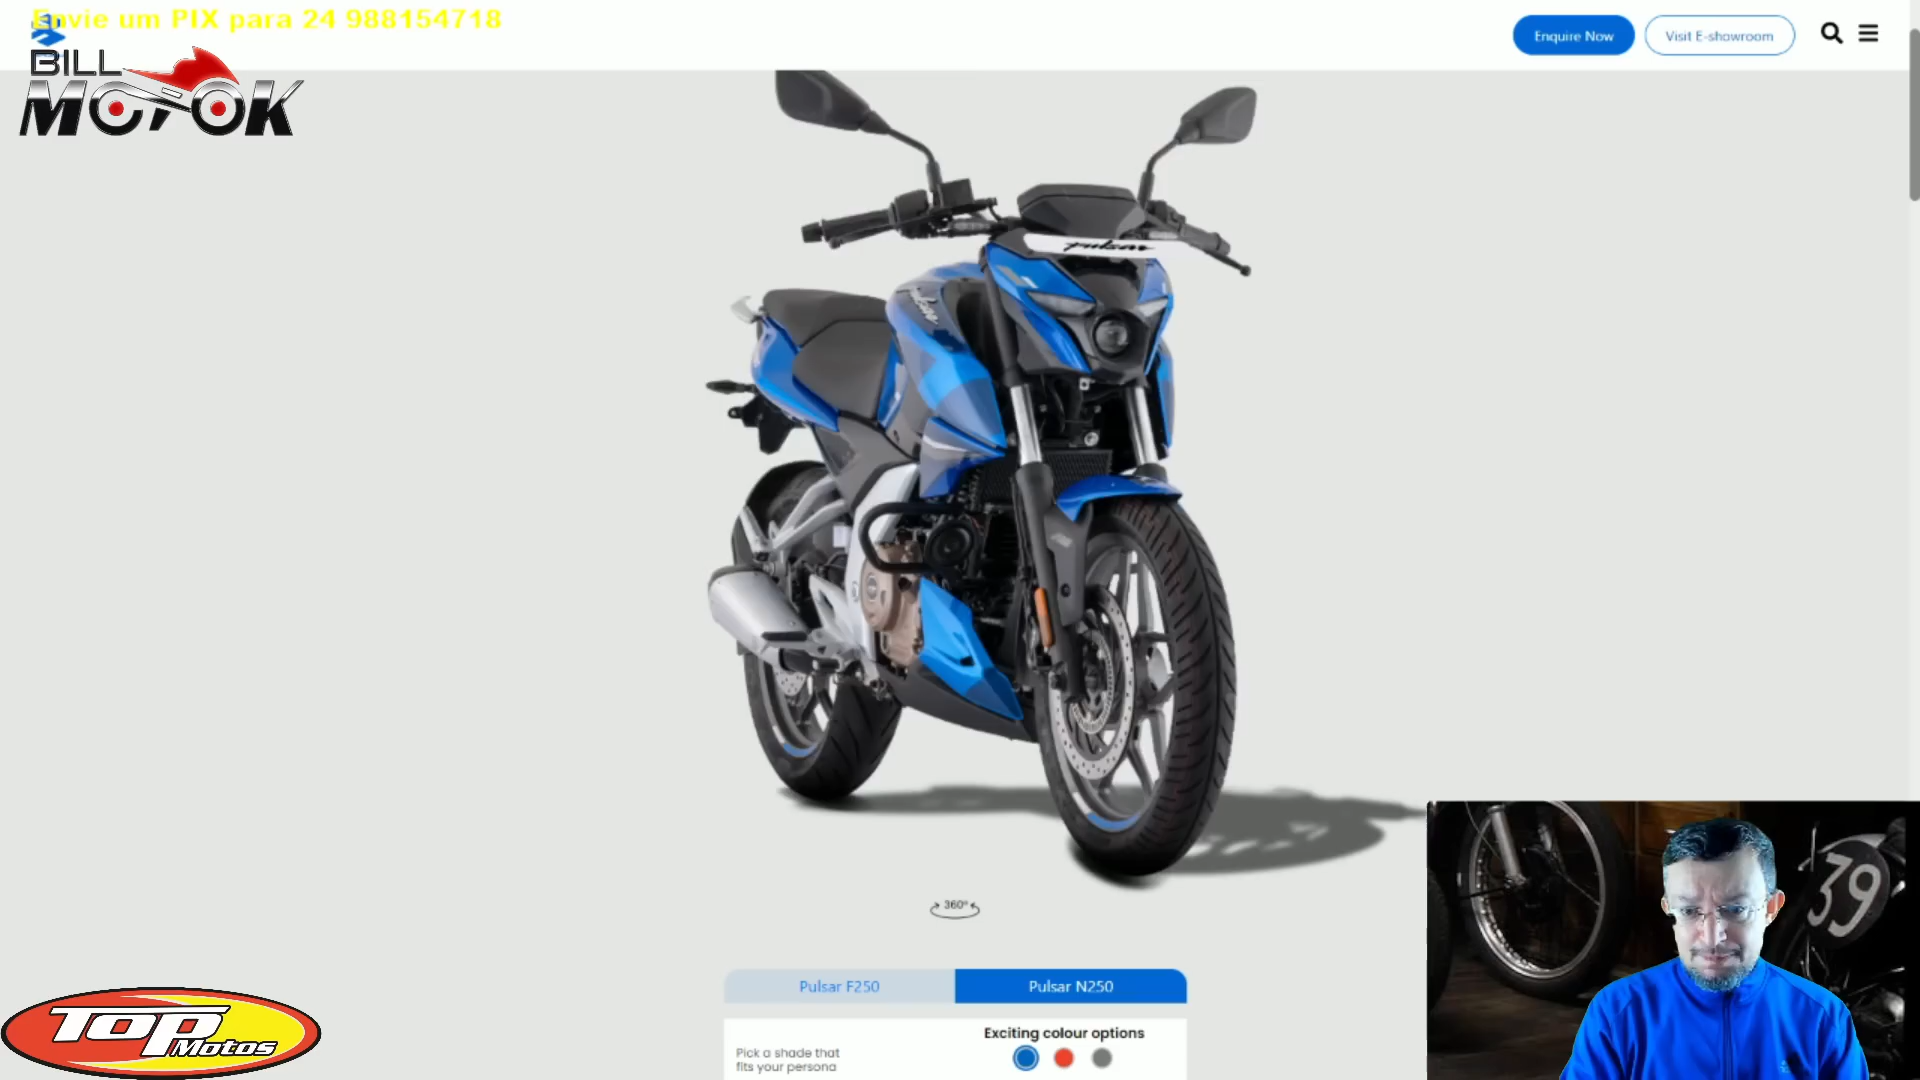 Envie um PIX para 24 988154718
BILL
MOTOK
Enquire Now
Visit E-showroom
pulsar
pulsar
360°
39
Pulsar F250
Pulsar N250
Exciting colour options
Pick a shade that
fits your persona
TOP
Motos